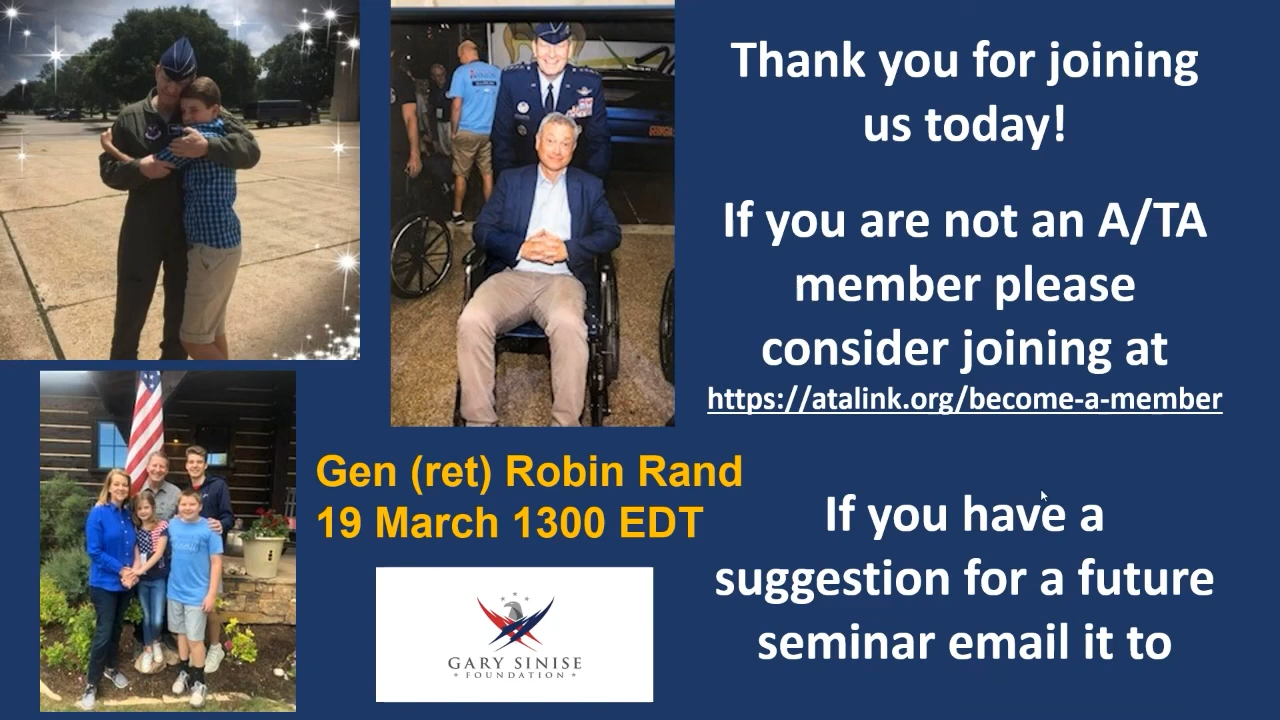 Thank you for joining
us today!
If you are not an A/TA
member please
consider joining at
https://atalink.org/become-a-member
Gen (ret) Robin Rand
19 March 1300 EDT
If you have a
suggestion for a future
seminar email it to
GARY SINISE
FOUNDATION